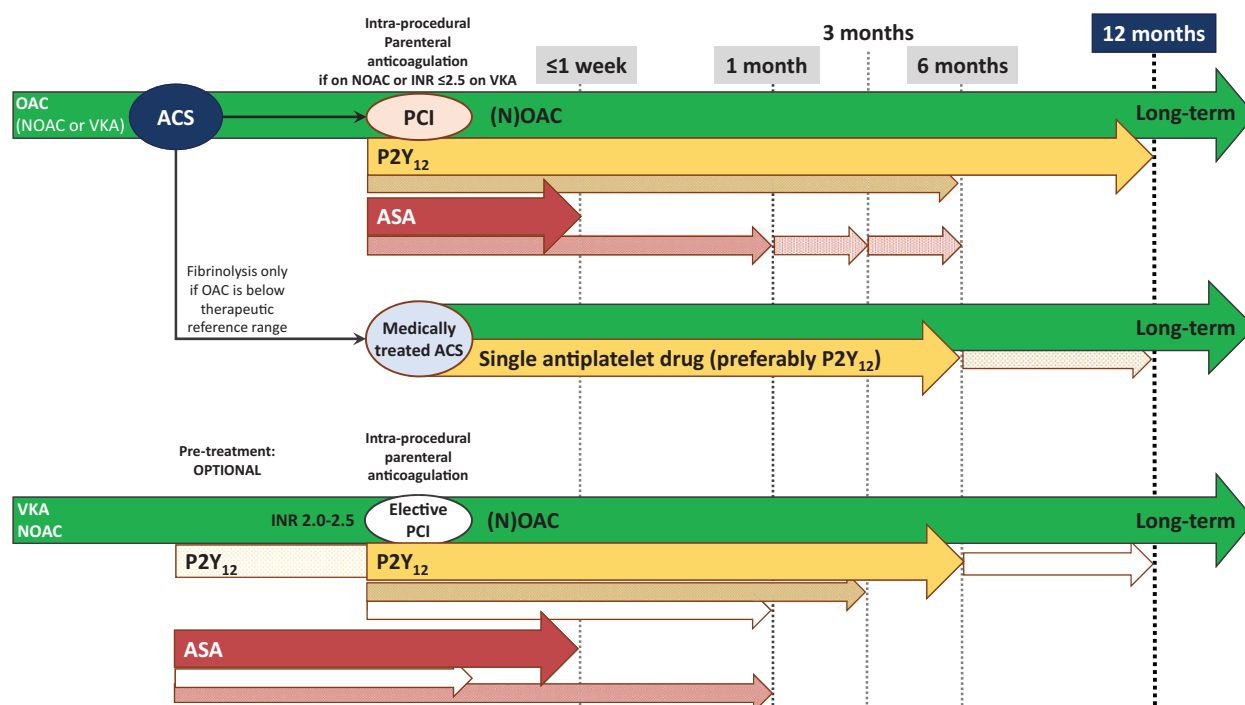 Intra-procedural
Parenteral
anticoagulation
if on NOAC or INR ≤2.5 on VKA
≤1 week
1 month
3 months
6 months
12 months
OAC
(NOAC or VKA)
ACS
PCI
(N)OAC
Long-term
P2Y12
ASA
Fibrinolysis only
if OAC is below
therapeutic
reference range
Medically
treated ACS
Long-term
Single antiplatelet drug (preferably P2Y12)
Pre-treatment:
OPTIONAL
Intra-procedural
parenteral
anticoagulation
VKA
NOAC
INR 2.0-2.5
Elective
PCI
(N)OAC
Long-term
P2Y12
P2Y12
ASA